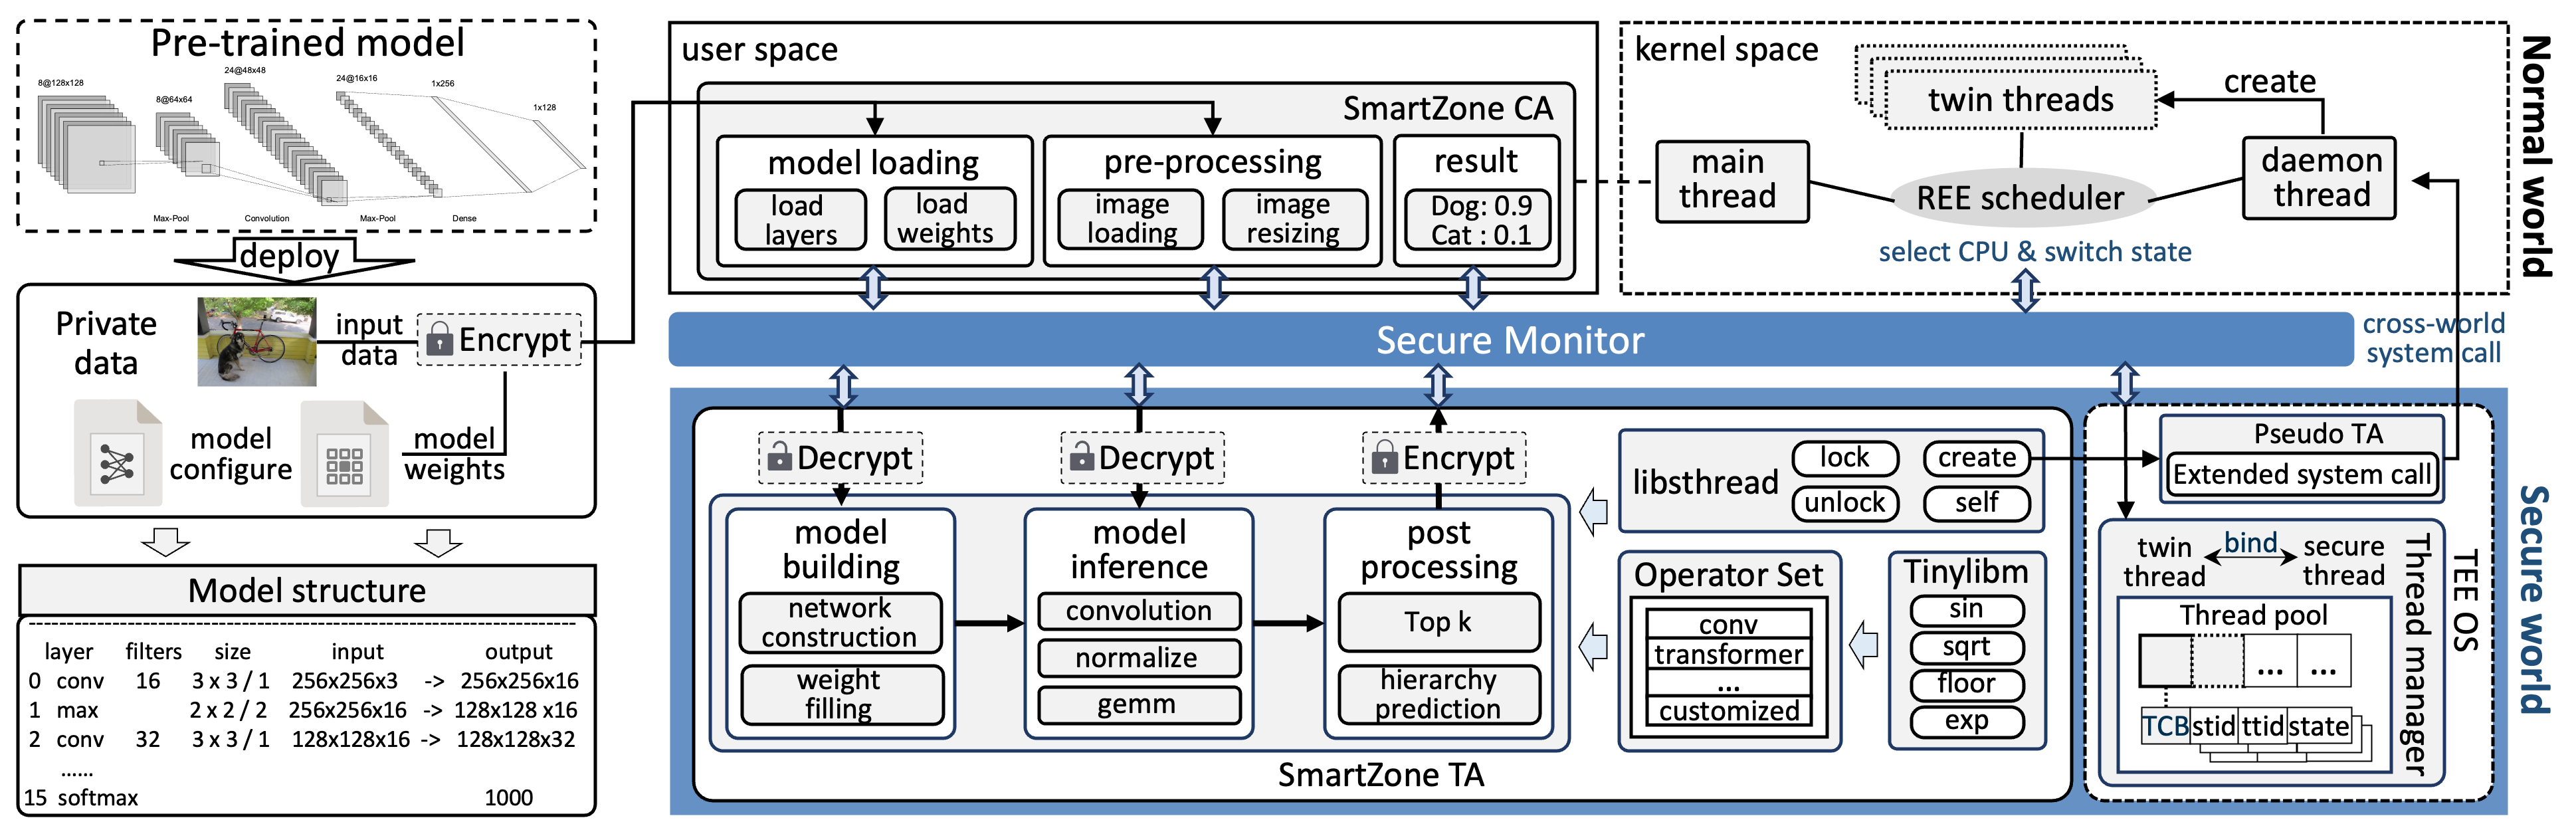 Pre-trained model
8@128x128
8@64x64
24@48x48
24@16x16
1x256
1x128
Max-Pool
Convolution
Max-Pool
Dense
deploy
Private
data
input
data
Encrypt
model
configure
model
weights
Model structure
layer filters size input output
0 conv 16 3 x 3 / 1 256x256x3 -> 256x256x16
1 max 2 x 2 / 2 256x256x16 -> 128x128 x16
2 conv 32 3 x 3 / 1 128x128x16 -> 128x128x32
......
15 softmax 1000
user space
SmartZone CA
model loading
load
layers
load
weights
pre-processing
image
loading
image
resizing
result
Dog: 0.9
Cat : 0.1
kernel space
twin threads
create
main
thread
REE scheduler
daemon
thread
select CPU & switch state
Normal world
Secure Monitor
cross-world
system call
Decrypt
Decrypt
Encrypt
model
building
network
construction
weight
filling
model
inference
convolution
normalize
gemm
post
processing
Top k
hierarchy
prediction
SmartZone TA
libsthread
lock
create
unlock
self
Operator Set
conv
transformer
...
customized
Tinylibm
sin
sqrt
floor
exp
Pseudo TA
Extended system call
twin
thread
bind
secure
thread
Thread pool
... ...
TCB stid ttid state
Thread manager
TEE OS
Secure world